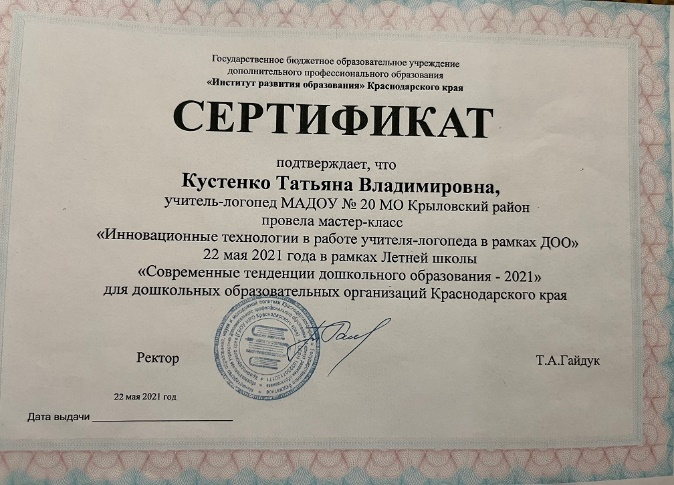 Государственное бюджетное образовательное учреждение
дополнительного профессионального образования
«Институт развития образования» Краснодарского края
СЕРТИФИКАТ
подтверждает, что
Кустенко Татьяна Владимировна,
учитель-логопед МАДОУ № 20 МО Крыловский район
провела мастер-класс
«Инновационные технологии в работе учителя-логопеда в рамках ДОО»
22 мая 2021 года в рамках Летней школы
«Современные тенденции дошкольного образования - 2021»
для дошкольных образовательных организаций Краснодарского края
Ректор
Т.А.Гайдук
22 мая 2021 год
Дата выдачи